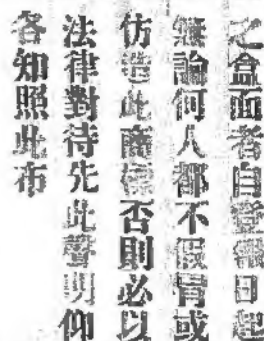 之盒面者自登報日起
無論何人都不假冒或
仿造此商標否則必以
法律對待先此聲明仰
各知照此布